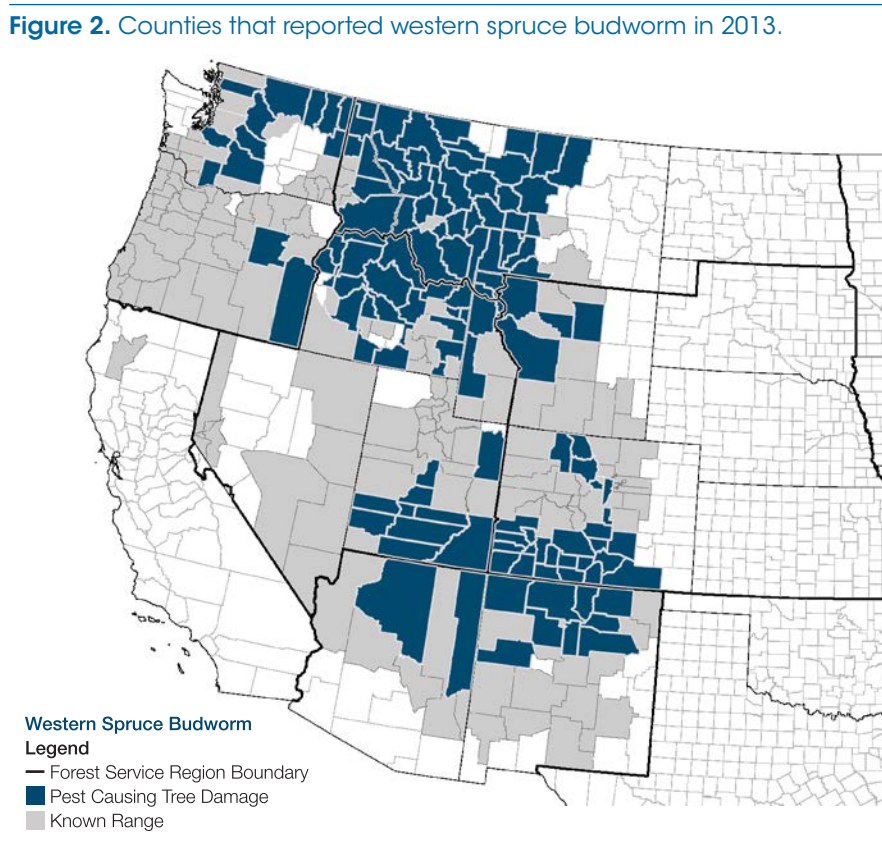 Figure 2. Counties that reported western spruce budworm in 2013.
Western Spruce Budworm
Legend
Forest Service Region Boundary
Pest Causing Tree Damage
Known Range